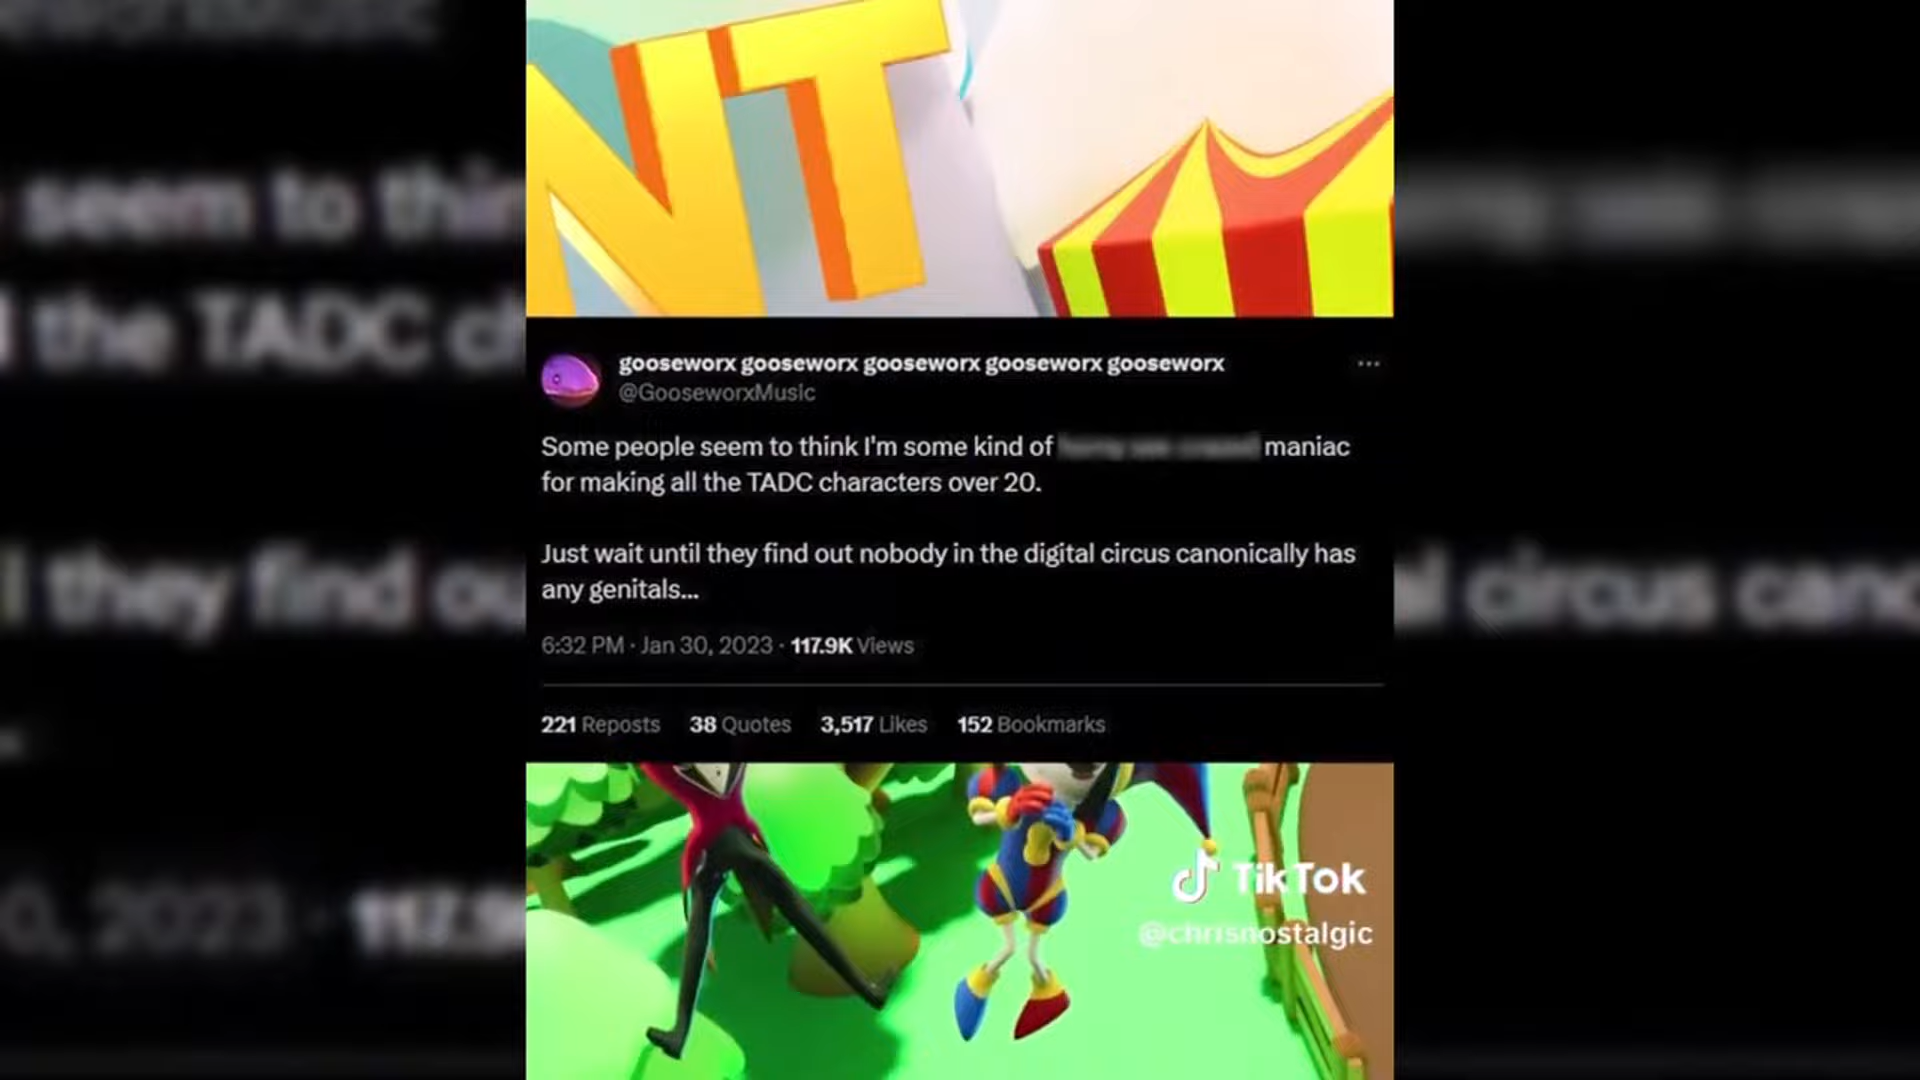 NT
gooseworx gooseworx gooseworx gooseworx gooseworx
@GooseworxMusic
Some people seem to think I'm some kind of maniac
for making all the TADC characters over 20.
Just wait until they find out nobody in the digital circus canonically has
any genitals...
6:32 PM · Jan 30, 2023 · 117.9K Views
221 Reposts 38 Quotes 3,517 Likes 152 Bookmarks
TikTok
@chrisnostalgic